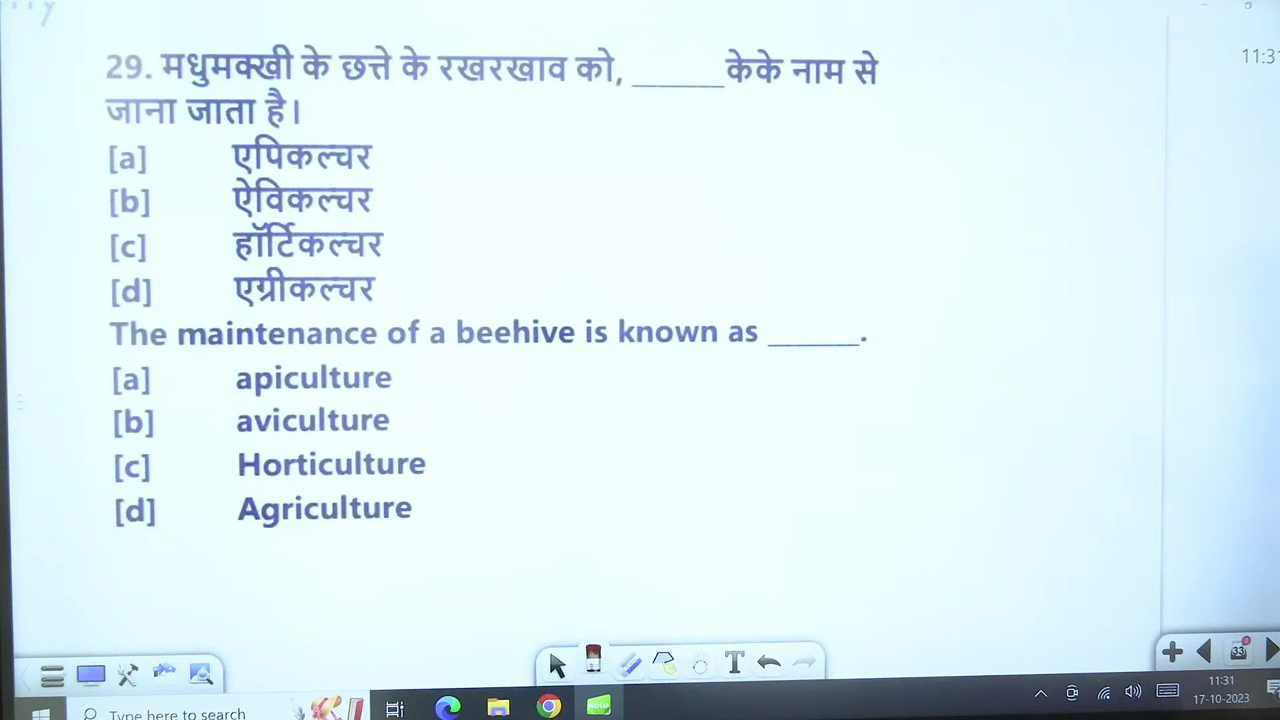 29. मधुमक्खी के छत्ते के रखरखाव को, ______केके नाम से
जाना जाता है।
[a] एपिकल्चर
[b] ऐविकल्चर
[c] हॉर्टिकल्चर
[d] एग्रीकल्चर
The maintenance of a beehive is known as ______.
[a] apiculture
[b] aviculture
[c] Horticulture
[d] Agriculture
T
33
Type here to search
NOTE
11:31
17-10-2023